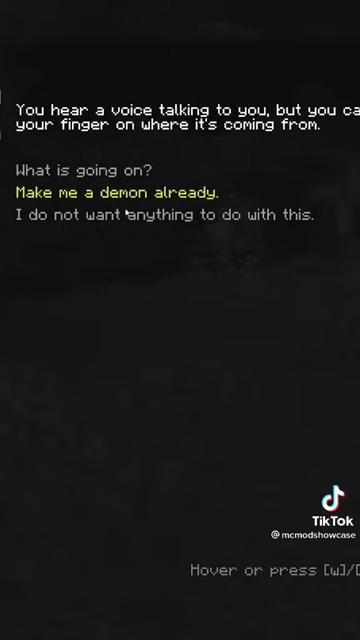 You hear a voice talking to you, but you ca
your finger on where it's coming from.
What is going on?
Make me a demon already.
I do not want anything to do with this.
TikTok
@mcmodshowcase
Hover or press [w]/[